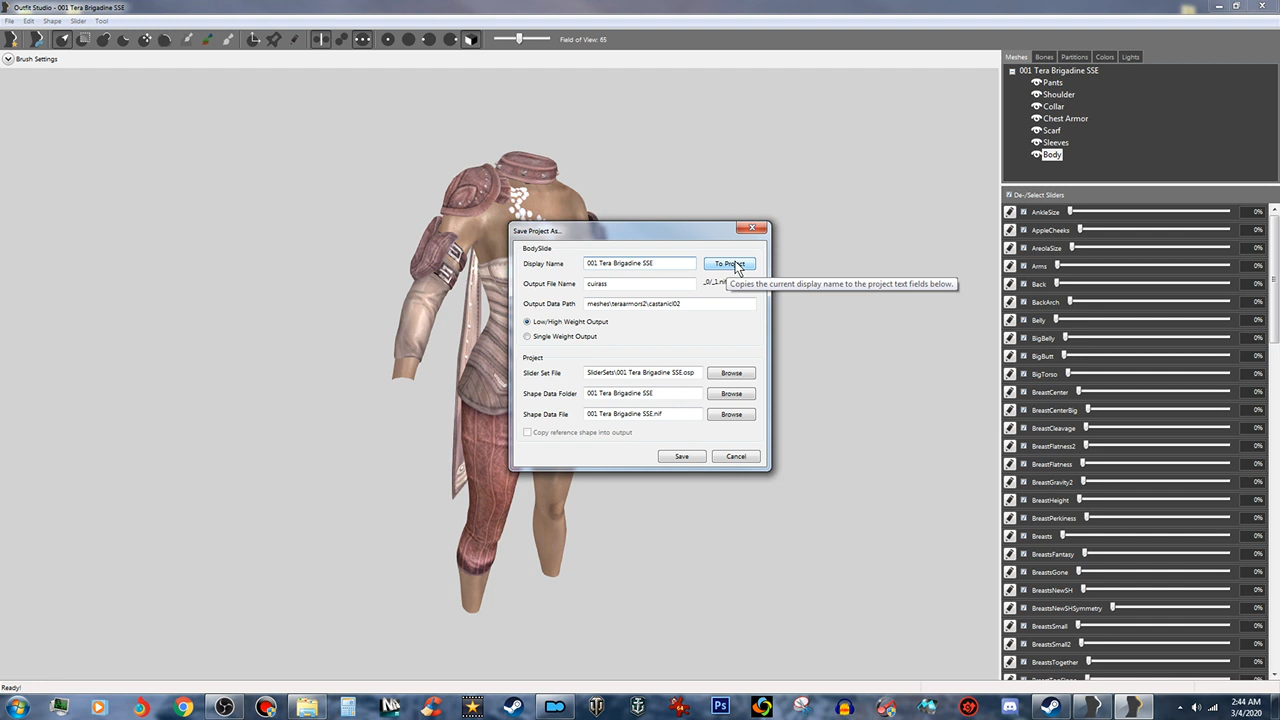 Outfit Studio - 001 Tera Brigadine SSE
File Edit Shape Slider Tool
Field of View: 65
Brush Settings
Meshes Bones Partitions Colors Lights
001 Tera Brigadine SSE
Pants
Shoulder
Collar
Chest Armor
Scarf
Sleeves
Body
Save Project As...
BodySlide
Display Name 001 Tera Brigadine SSE To Project
Output File Name cuirass _0/_1.nif
Copies the current display name to the project text fields below.
Output Data Path meshes\teraarmors2\castanicl02
Low/High Weight Output
Single Weight Output
Project
Slider Set File SliderSets\001 Tera Brigadine SSE.osp Browse
Shape Data Folder 001 Tera Brigadine SSE Browse
Shape Data File 001 Tera Brigadine SSE.nif Browse
Copy reference shape into output
Save Cancel
De-/Select Sliders
AnkleSize 0%
AppleCheeks 0%
AreolaSize 0%
Arms 0%
Back 0%
BackArch 0%
Belly 0%
BigBelly 0%
BigButt 0%
BigTorso 0%
BreastCenter 0%
BreastCenterBig 0%
BreastCleavage 0%
BreastFlatness2 0%
BreastFlatness 0%
BreastGravity2 0%
BreastHeight 0%
BreastPerkiness 0%
Breasts 0%
BreastsFantasy 0%
BreastsGone 0%
BreastsNewSH 0%
BreastsNewSHSymmetry 0%
BreastsSmall 0%
BreastsSmall2 0%
BreastsTogether 0%
Ready!
Ps
2:44 AM
3/4/2020